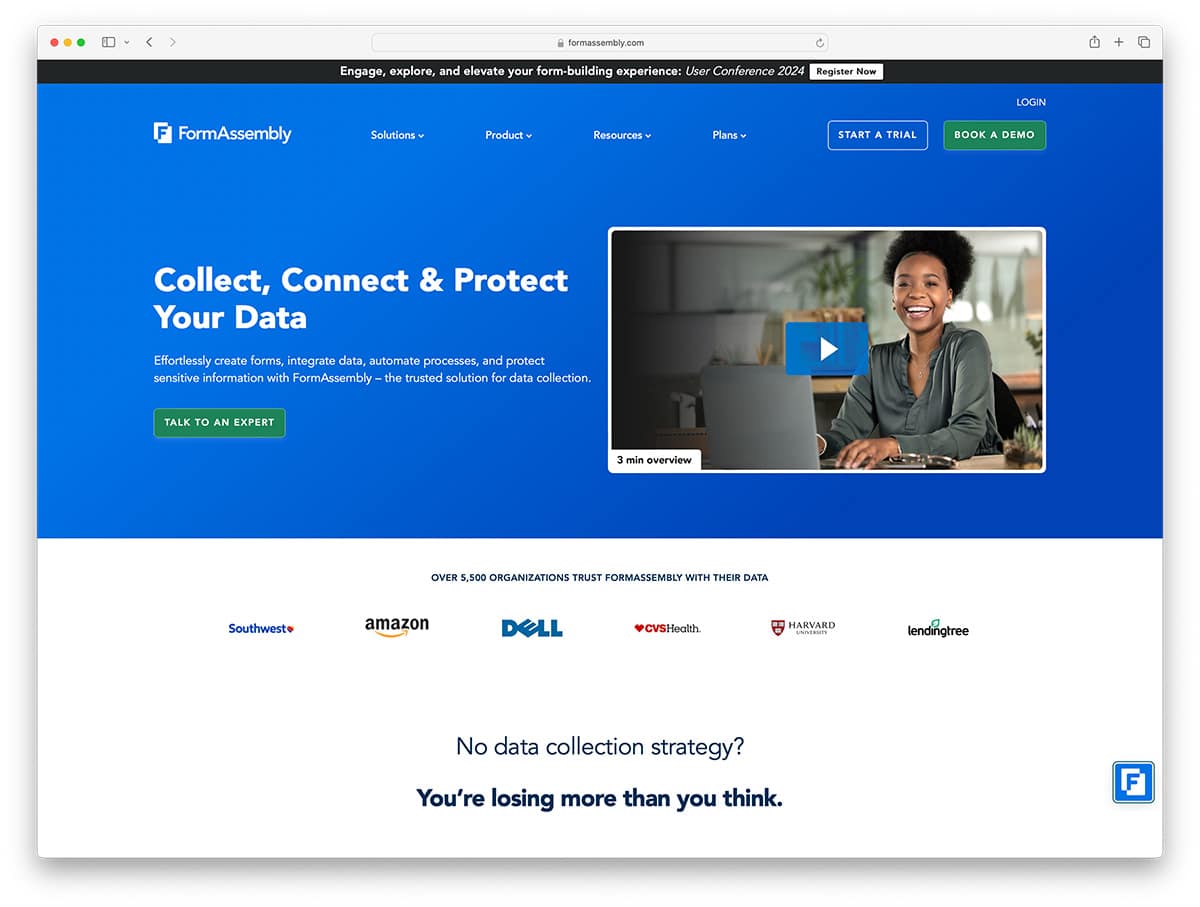 formassembly.com
Engage, explore, and elevate your form-building experience: User Conference 2024 Register Now
LOGIN
FormAssembly
Solutions
Product
Resources
Plans
START A TRIAL
BOOK A DEMO
Collect, Connect & Protect
Your Data
Effortlessly create forms, integrate data, automate processes, and protect
sensitive information with FormAssembly – the trusted solution for data collection.
TALK TO AN EXPERT
3 min overview
OVER 5,500 ORGANIZATIONS TRUST FORMASSEMBLY WITH THEIR DATA
Southwest
amazon
DELL
CVSHealth.
HARVARD
UNIVERSITY
lendingtree
No data collection strategy?
You’re losing more than you think.